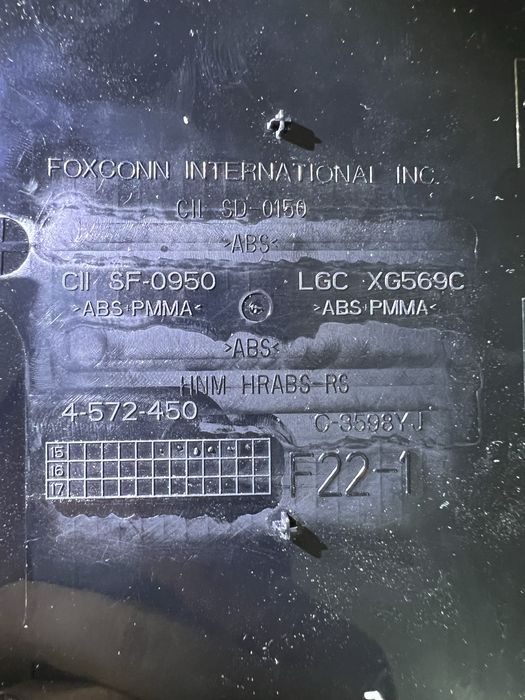 FOXCONN INTERNATIONAL INC.
CII SD-0150
>ABS<
CII SF-0950 LGC XG569C
>ABS+PMMA< >ABS+PMMA<
>ABS<
HNM HRABS-RS
4-572-450 C-3598YJ
15
16
17
F22-1